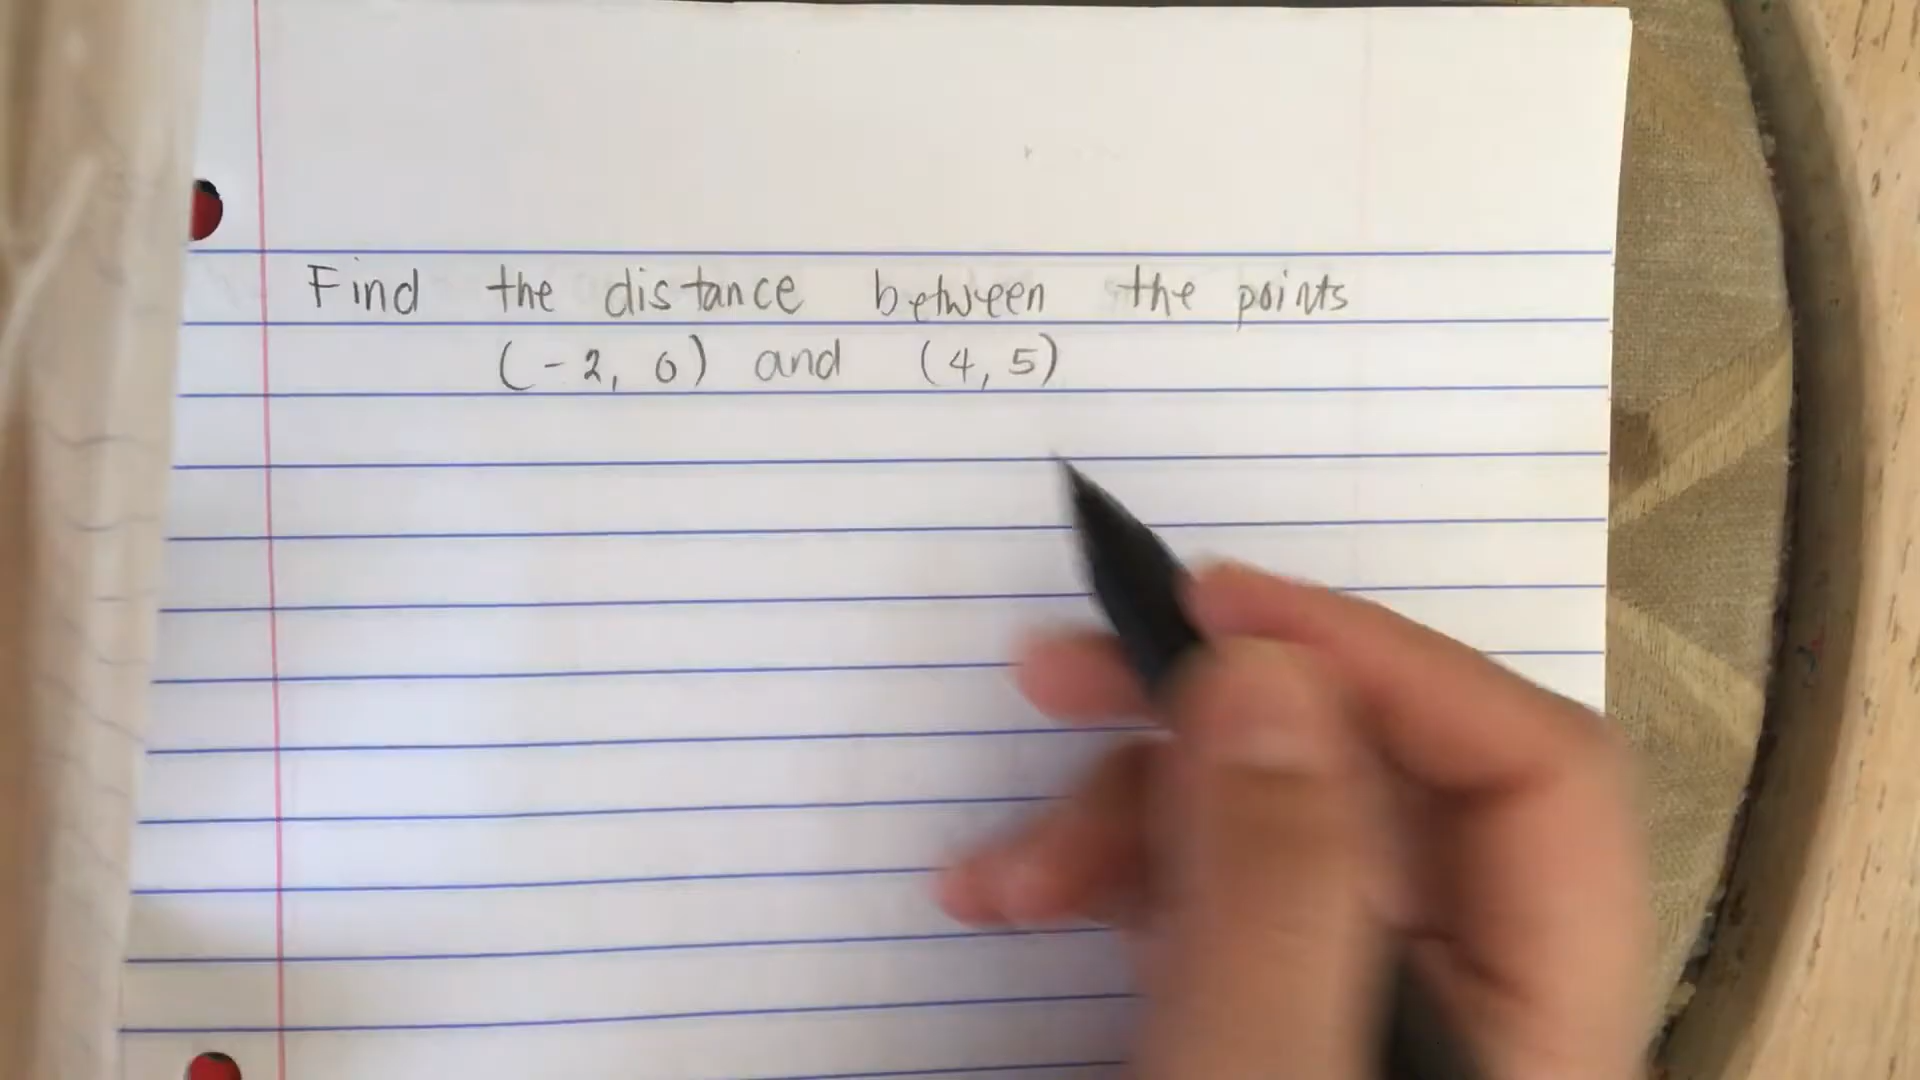 Find the distance between the points
(-2, 0) and (4, 5)